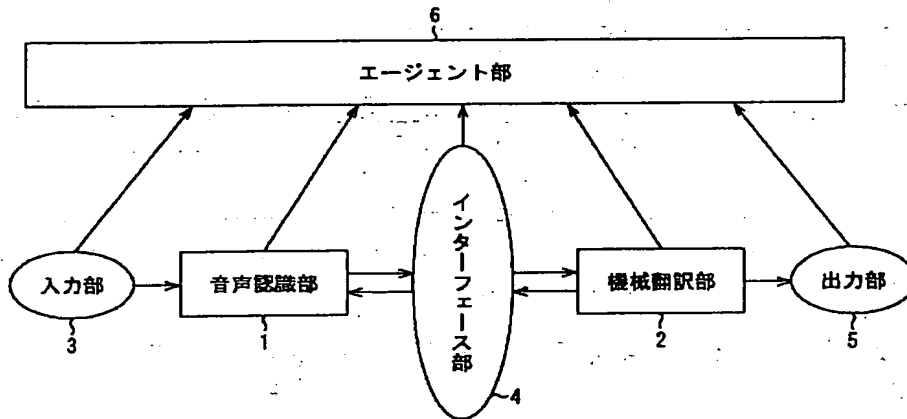 6
エージェント部
入力部
音声認識部
インターフェース部
機械翻訳部
出力部
3
1
2
5
4